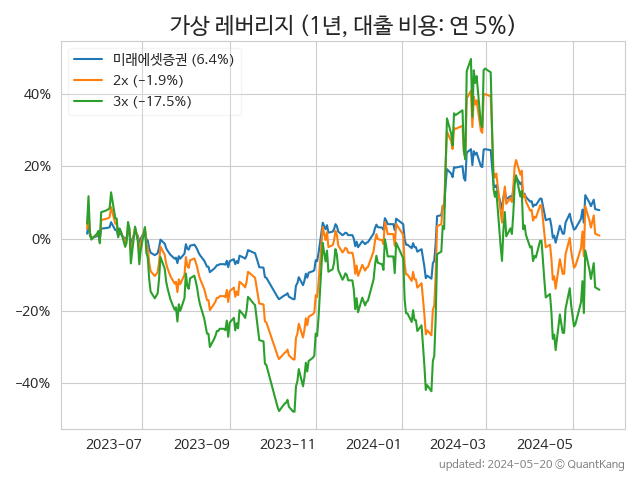 가상 레버리지 (1년, 대출 비용: 연 5%)
미래에셋증권 (6.4%)
2x (−1.9%)
3x (−17.5%)
40%
20%
0%
−20%
−40%
2023-07
2023-09
2023-11
2024-01
2024-03
2024-05
updated: 2024-05-20 © QuantKang